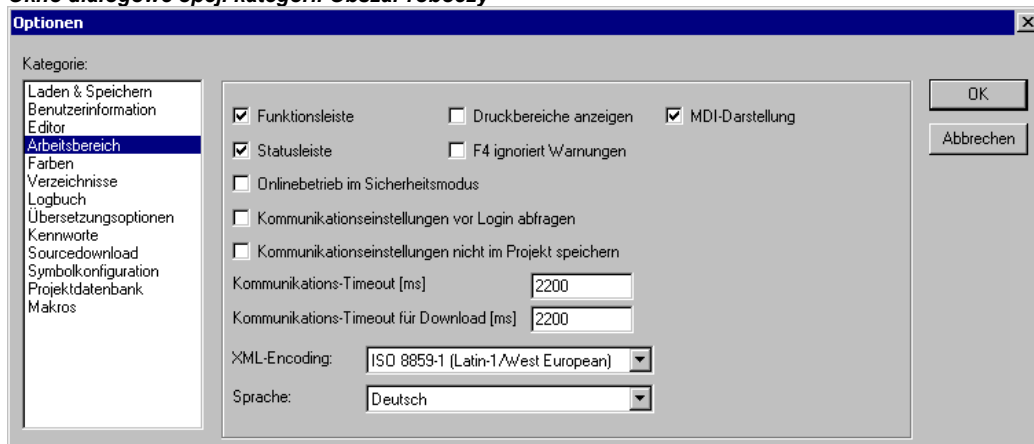 Okno dialogowe opcji kategorii Obszar roboczy
Optionen
Kategorie:
Laden & Speichern
Benutzerinformation
Editor
Arbeitsbereich
Farben
Verzeichnisse
Logbuch
Übersetzungsoptionen
Kennworte
Sourcedownload
Symbolkonfiguration
Projektdatenbank
Makros
Funktionsleiste Druckbereiche anzeigen MDI-Darstellung
Statusleiste F4 ignoriert Warnungen
Onlinebetrieb im Sicherheitsmodus
Kommunikationseinstellungen vor Login abfragen
Kommunikationseinstellungen nicht im Projekt speichern
Kommunikations-Timeout [ms] 2200
Kommunikations-Timeout für Download [ms] 2200
XML-Encoding: ISO 8859-1 (Latin-1/West European)
Sprache: Deutsch
OK
Abbrechen